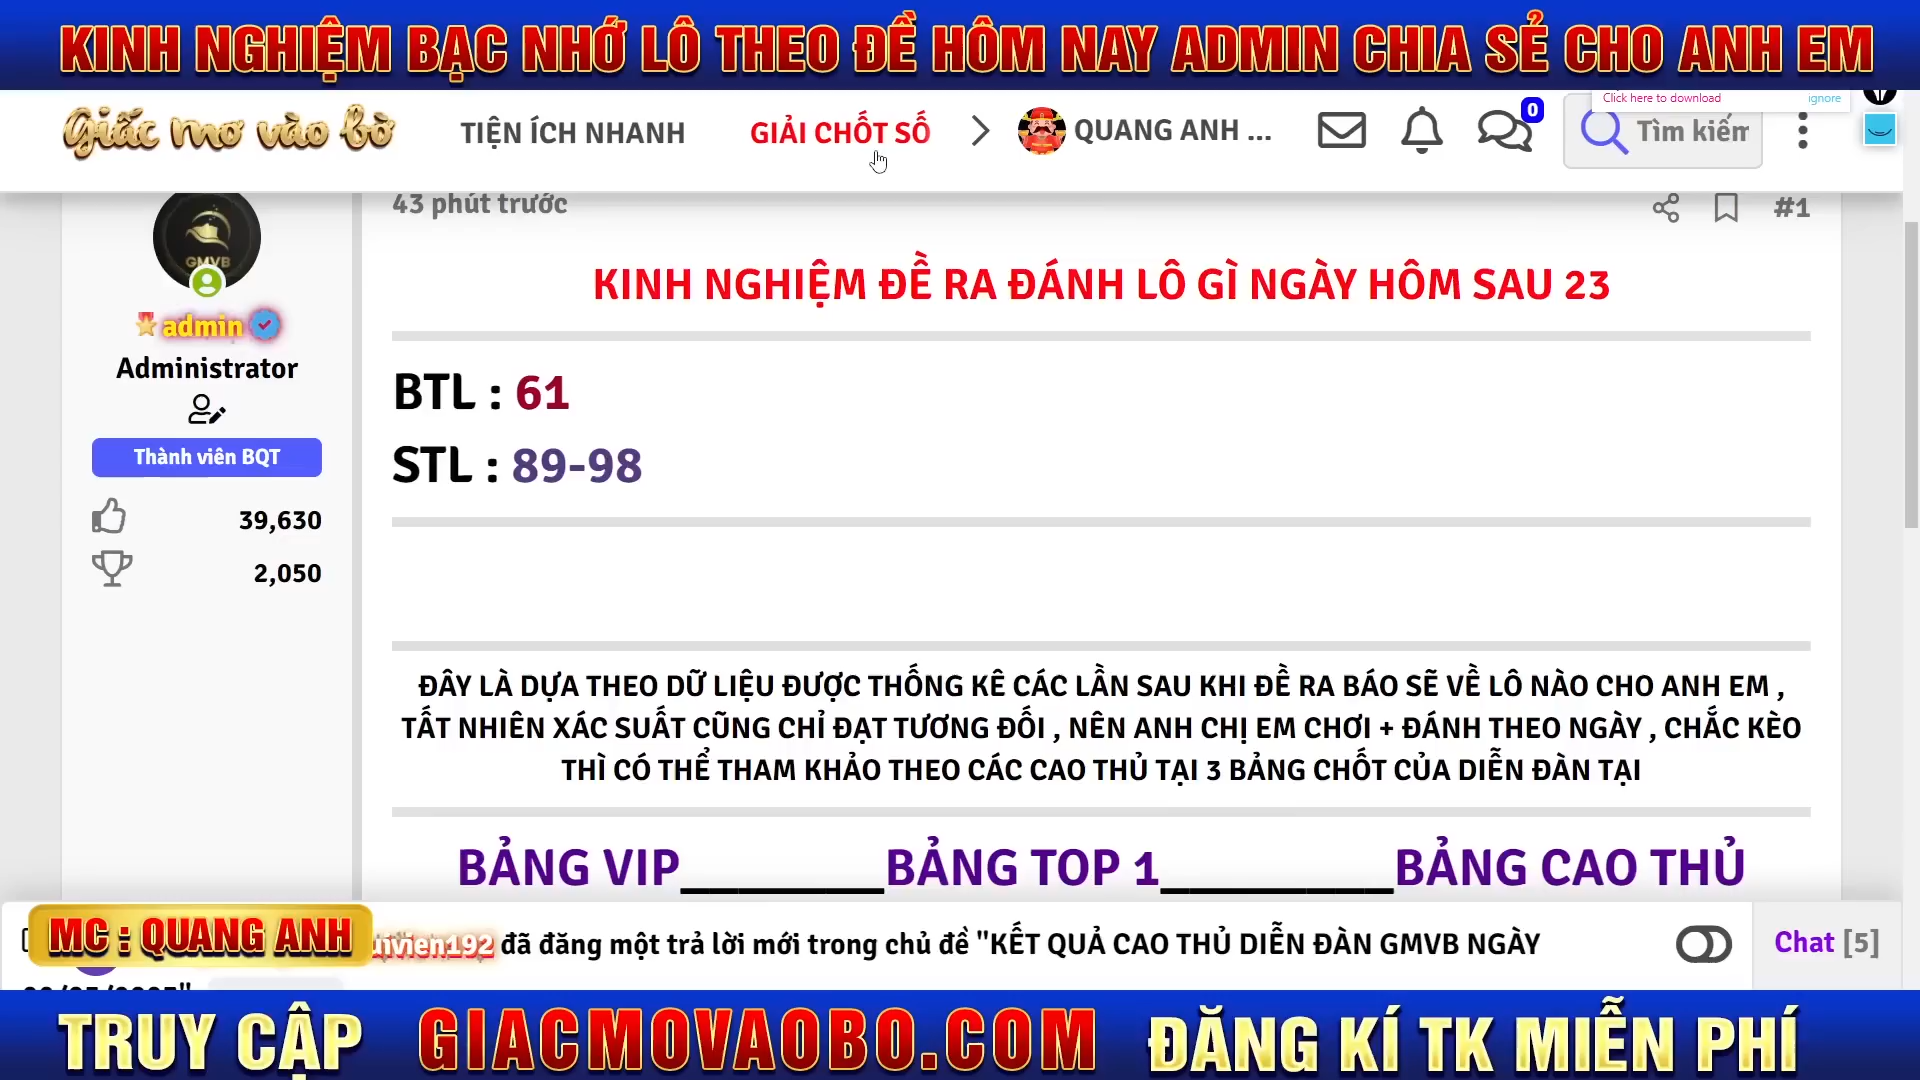 KINH NGHIỆM BẠC NHỚ LÔ THEO ĐỀ HÔM NAY ADMIN CHIA SẺ CHO ANH EM
Click here to download
ignore
Giấc mơ vào bờ
TIỆN ÍCH NHANH
GIẢI CHỐT SỐ
QUANG ANH ...
0
Tìm kiếm
43 phút trước
#1
GMVB
admin
Administrator
Thành viên BQT
39,630
2,050
KINH NGHIỆM ĐỀ RA ĐÁNH LÔ GÌ NGÀY HÔM SAU 23
BTL : 61
STL : 89-98
ĐÂY LÀ DỰA THEO DỮ LIỆU ĐƯỢC THỐNG KÊ CÁC LẦN SAU KHI ĐỀ RA BÁO SẼ VỀ LÔ NÀO CHO ANH EM ,
TẤT NHIÊN XÁC SUẤT CŨNG CHỈ ĐẠT TƯƠNG ĐỐI , NÊN ANH CHỊ EM CHƠI + ĐÁNH THEO NGÀY , CHẮC KÈO
THÌ CÓ THỂ THAM KHẢO THEO CÁC CAO THỦ TẠI 3 BẢNG CHỐT CỦA DIỄN ĐÀN TẠI
BẢNG VIP_______BẢNG TOP 1________BẢNG CAO THỦ
MC : QUANG ANH
uivien192 đã đăng một trả lời mới trong chủ đề "KẾT QUẢ CAO THỦ DIỄN ĐÀN GMVB NGÀY
Chat [5]
TRUY CẬP GIACMOVAOBO.COM ĐĂNG KÍ TK MIỄN PHÍ